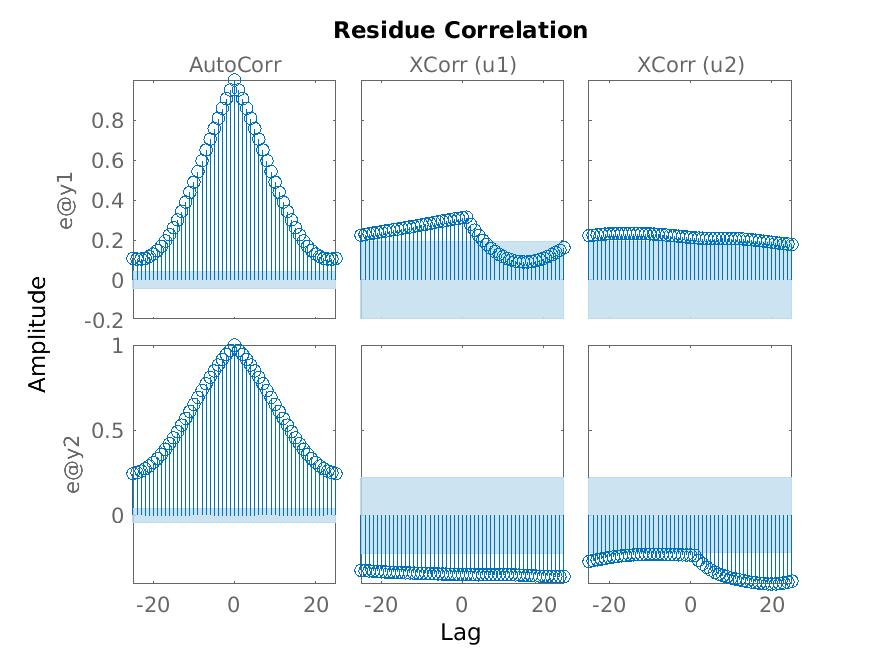 Residue Correlation
AutoCorr
XCorr (u1)
XCorr (u2)
Amplitude
e@y1
0.8
0.6
0.4
0.2
0
-0.2
e@y2
1
0.5
0
-20 0 20
-20 0 20
-20 0 20
Lag